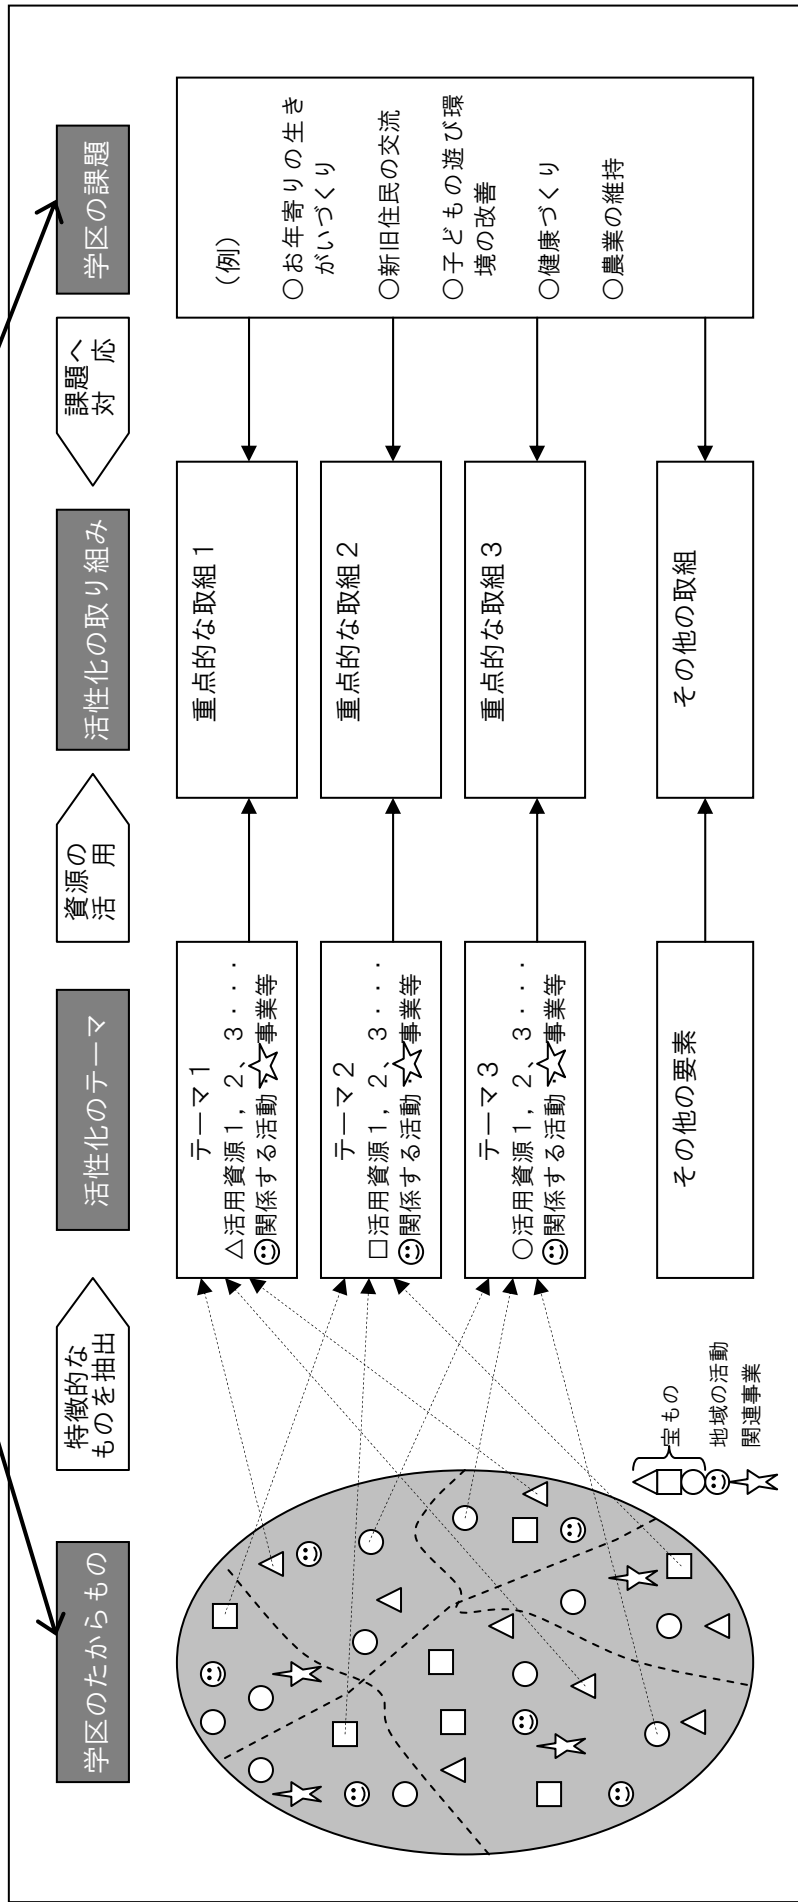 学区のたからもの
特徴的な
ものを抽出
活性化のテーマ
資源の
活　用
活性化の取り組み
課題へ
対　応
学区の課題
テーマ１
△活用資源１，２、３・・・
関係する活動・☆事業等
テーマ２
□活用資源１，２、３・・・
関係する活動・☆事業等
テーマ３
○活用資源１，２、３・・・
関係する活動・☆事業等
その他の要素
重点的な取組１
重点的な取組２
重点的な取組３
その他の取組
（例）
○お年寄りの生き
がいづくり
○新旧住民の交流
○子どもの遊び環
境の改善
○健康づくり
○農業の維持
宝もの
地域の活動
関連事業